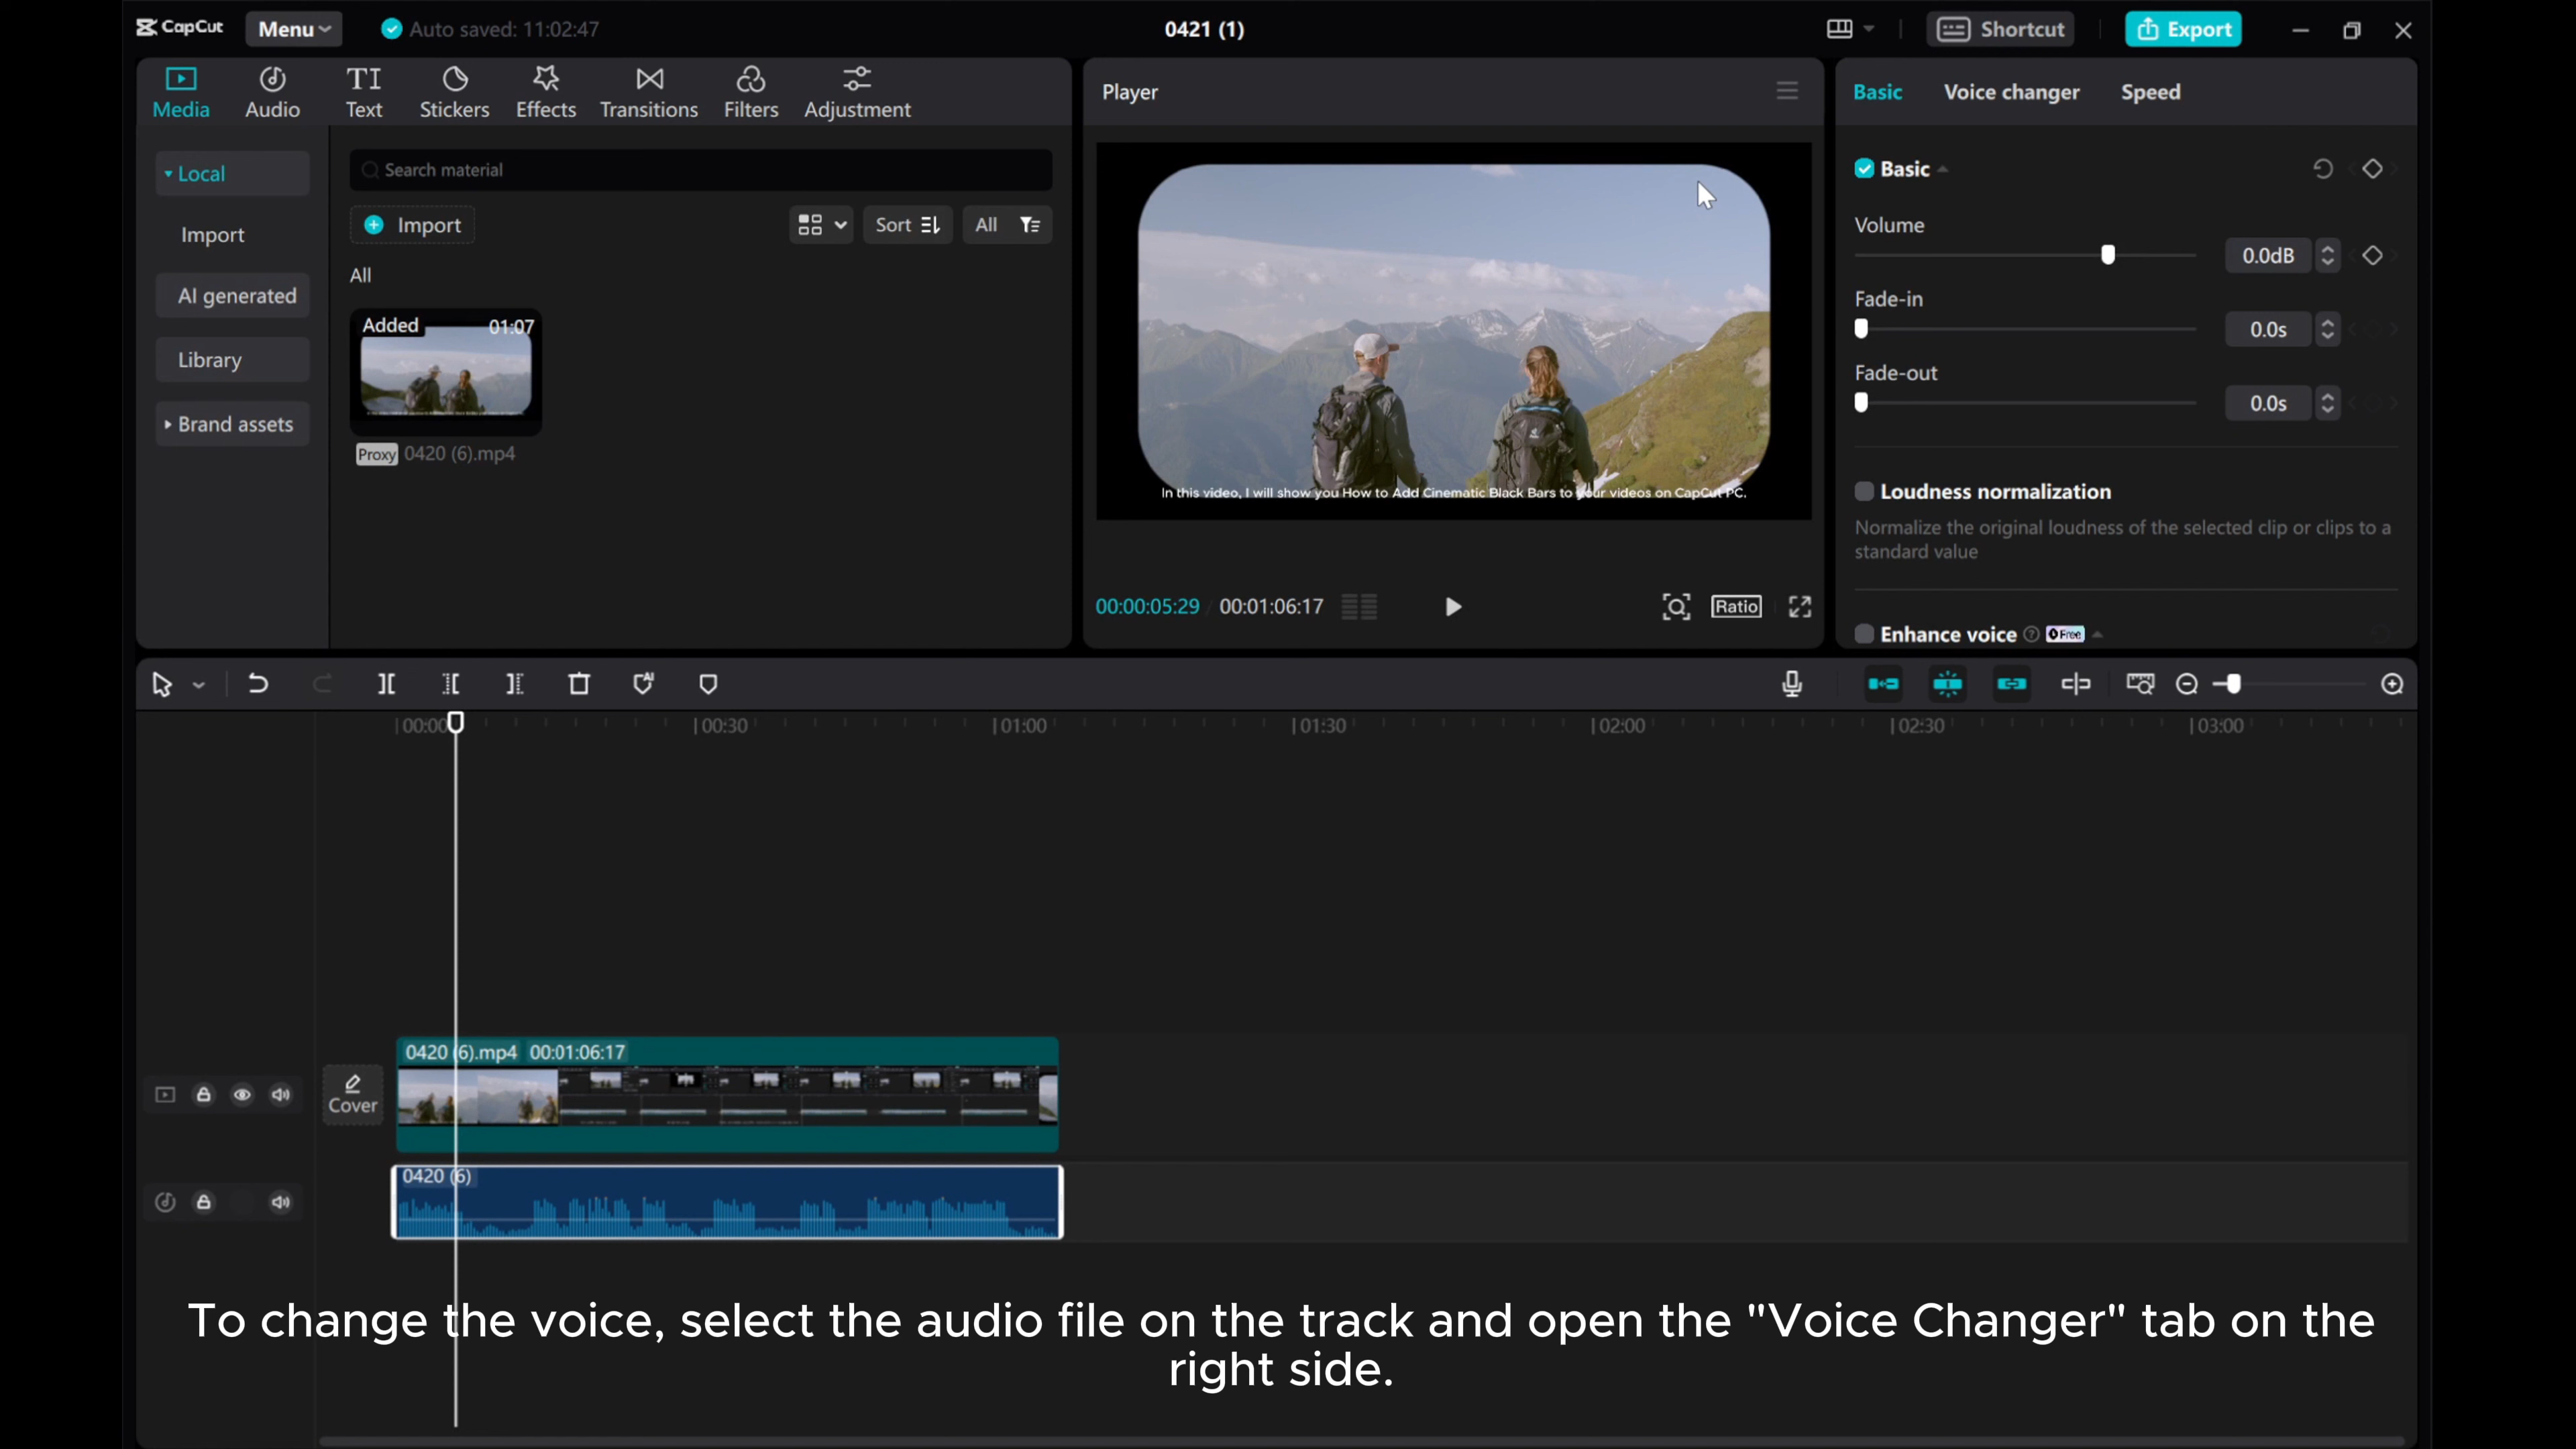 CapCut
Menu
Auto saved: 11:02:47
0421 (1)
Shortcut
Export
Media
Audio
TI
Text
Stickers
Effects
Transitions
Filters
Adjustment
Local
Import
AI generated
Library
Brand assets
Search material
Import
Sort
All
All
Added
01:07
Proxy
0420 (6).mp4
Player
In this video, I will show you How to Add Cinematic Black Bars to your videos on CapCut PC.
00:00:05:29 / 00:01:06:17
Ratio
Basic
Voice changer
Speed
Basic
Volume
0.0dB
Fade-in
0.0s
Fade-out
0.0s
Loudness normalization
Normalize the original loudness of the selected clip or clips to a
standard value
Enhance voice
Free
AI
00:00
00:30
01:00
01:30
02:00
02:30
03:00
0420 (6).mp4 00:01:06:17
Cover
0420 (6)
To change the voice, select the audio file on the track and open the "Voice Changer" tab on the
right side.